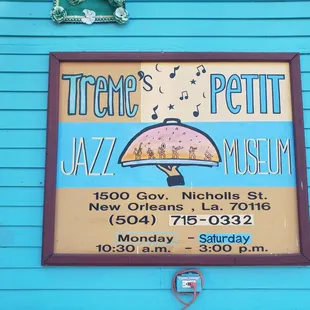 TREME'S PETIT
JAZZ MUSEUM
1500 Gov. Nicholls St.
New Orleans , La. 70116
(504) 715-0332
Monday - Saturday
10:30 a.m. - 3:00 p.m.